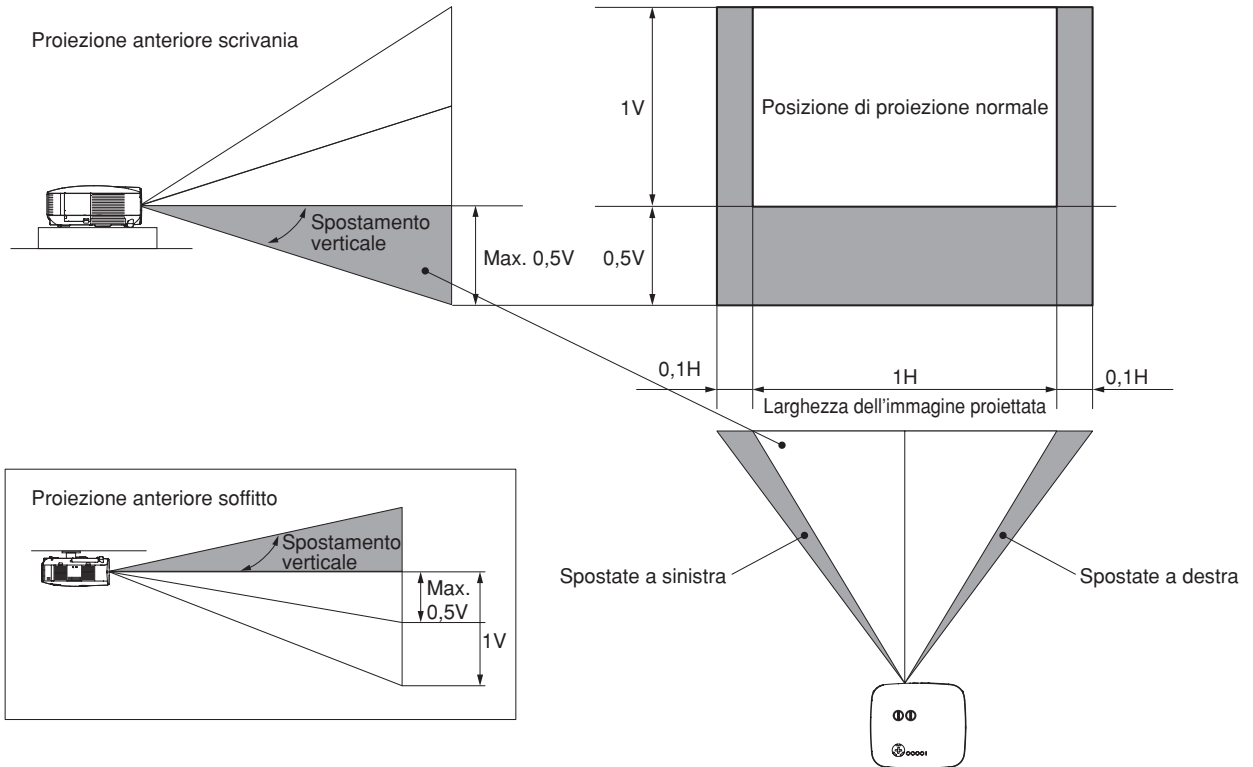 Proiezione anteriore scrivania
Spostamento
verticale
Max. 0,5V
1V
0,5V
Posizione di proiezione normale
0,1H
1H
0,1H
Larghezza dell'immagine proiettata
Spostate a sinistra
Spostate a destra
Proiezione anteriore soffitto
Spostamento
verticale
Max.
0,5V
1V